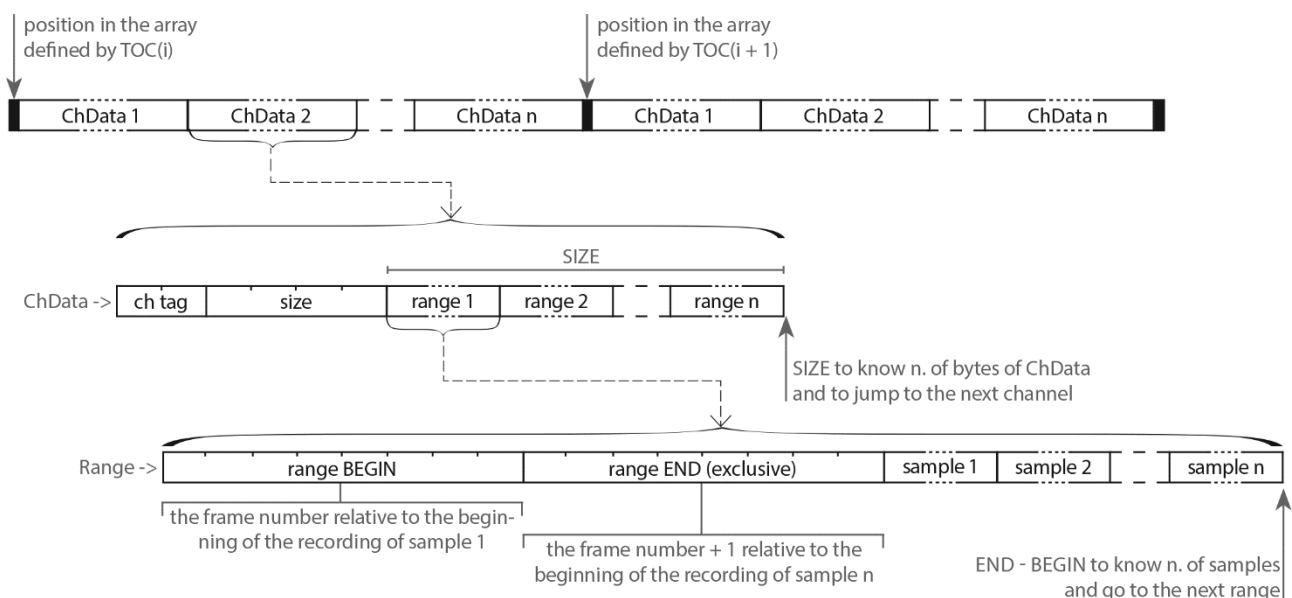 position in the array
defined by TOC(i)
position in the array
defined by TOC(i + 1)
ChData 1
ChData 2
ChData n
ChData 1
ChData 2
ChData n
SIZE
ChData ->
ch tag
size
range 1
range 2
range n
SIZE to know n. of bytes of ChData
and to jump to the next channel
Range ->
range BEGIN
range END (exclusive)
sample 1
sample 2
sample n
the frame number relative to the begin-
ning of the recording of sample 1
the frame number + 1 relative to the
beginning of the recording of sample n
END - BEGIN to know n. of samples
and go to the next range